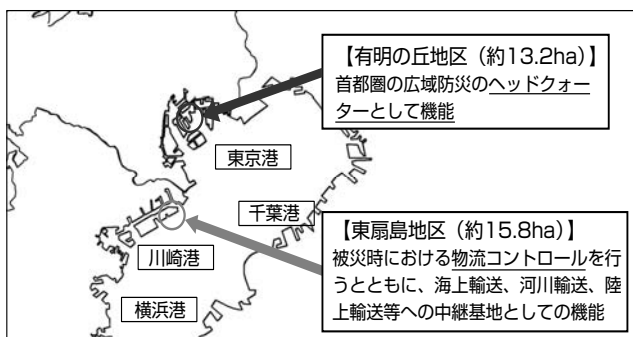 【有明の丘地区（約13.2ha）】
首都圏の広域防災のヘッドクォー
ターとして機能
東京港
千葉港
川崎港
横浜港
【東扇島地区（約15.8ha）】
被災時における物流コントロールを行
うとともに、海上輸送、河川輸送、陸
上輸送等への中継基地としての機能